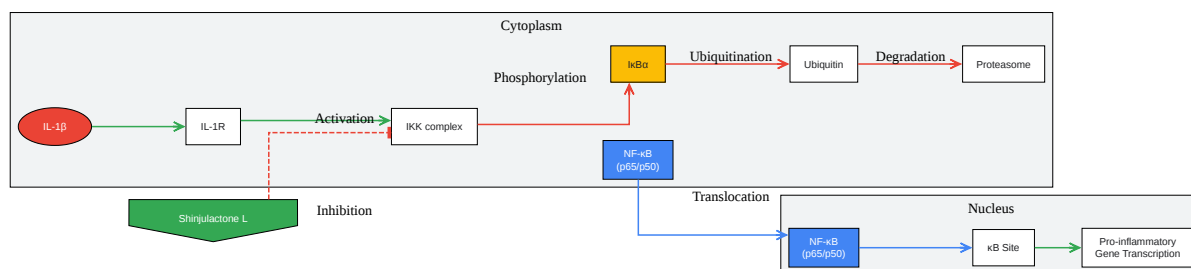 Cytoplasm
IκBα
Ubiquitination
Ubiquitin
Degradation
Proteasome
Phosphorylation
IL-1β
IL-1R
Activation
IKK complex
NF-κB
(p65/p50)
Translocation
Shinjulactone L
Inhibition
Nucleus
NF-κB
(p65/p50)
κB Site
Pro-inflammatory
Gene Transcription